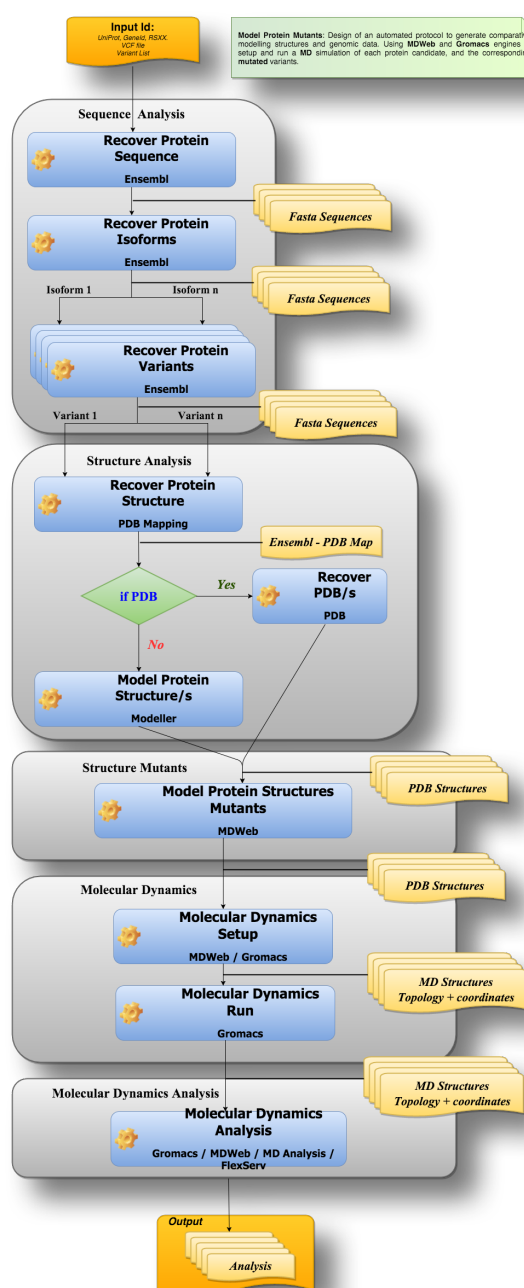 Input Id:
UniProt, GeneId, RSXX.
VCF file
Variant List
Model Protein Mutants: Design of an automated protocol to generate comparativ
modelling structures and genomic data. Using MDWeb and Gromacs engines
setup and run a MD simulation of each protein candidate, and the correspondin
mutated variants.
Sequence Analysis
Recover Protein
Sequence
Ensembl
Fasta Sequences
Recover Protein
Isoforms
Ensembl
Fasta Sequences
Isoform 1
Isoform n
Recover Protein
Variants
Ensembl
Fasta Sequences
Variant 1
Variant n
Structure Analysis
Recover Protein
Structure
PDB Mapping
Ensembl - PDB Map
if PDB
Yes
Recover
PDB/s
PDB
No
Model Protein
Structure/s
Modeller
Structure Mutants
PDB Structures
Model Protein Structures
Mutants
MDWeb
PDB Structures
Molecular Dynamics
Molecular Dynamics
Setup
MDWeb / Gromacs
MD Structures
Topology + coordinates
Molecular Dynamics
Run
Gromacs
MD Structures
Topology + coordinates
Molecular Dynamics Analysis
Molecular Dynamics
Analysis
Gromacs / MDWeb / MD Analysis /
FlexServ
Output
Analysis